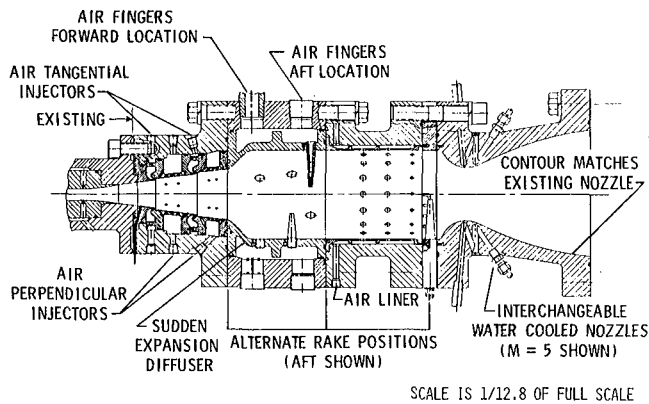 AIR FINGERS
FORWARD LOCATION
AIR FINGERS
AFT LOCATION
AIR TANGENTIAL
INJECTORS
EXISTING
CONTOUR MATCHES
EXISTING NOZZLE
AIR
PERPENDICULAR
INJECTORS
SUDDEN
EXPANSION
DIFFUSER
AIR LINER
ALTERNATE RAKE POSITIONS
(AFT SHOWN)
INTERCHANGEABLE
WATER COOLED NOZZLES
(M = 5 SHOWN)
SCALE IS 1/12.8 OF FULL SCALE